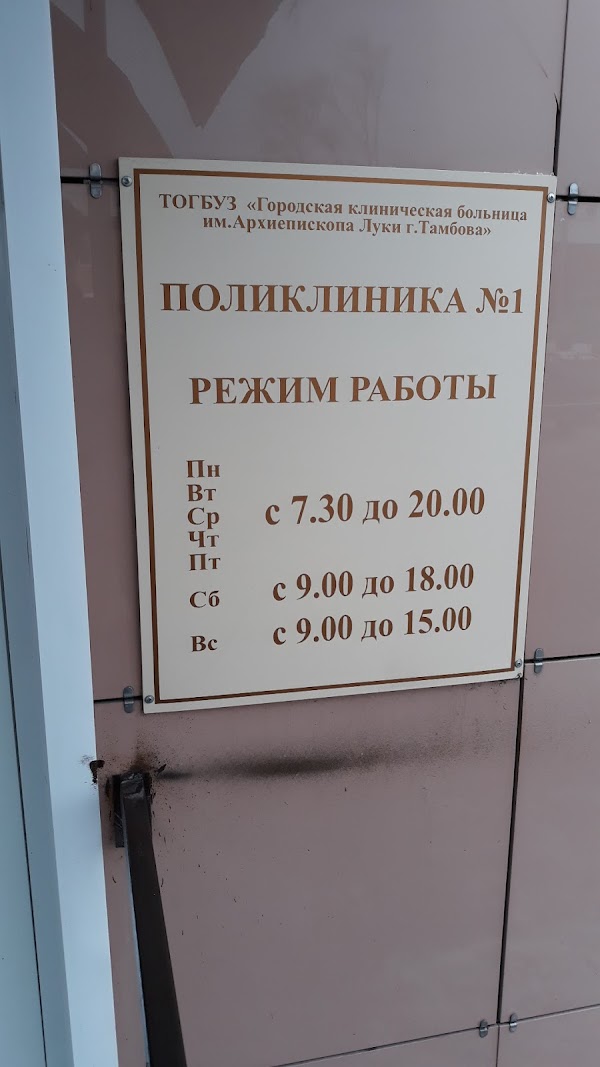 ТОГБУЗ «Городская клиническая больница
им.Архиепископа Луки г.Тамбова»
ПОЛИКЛИНИКА №1
РЕЖИМ РАБОТЫ
Пн
Вт
Ср с 7.30 до 20.00
Чт
Пт
Сб с 9.00 до 18.00
Вс с 9.00 до 15.00